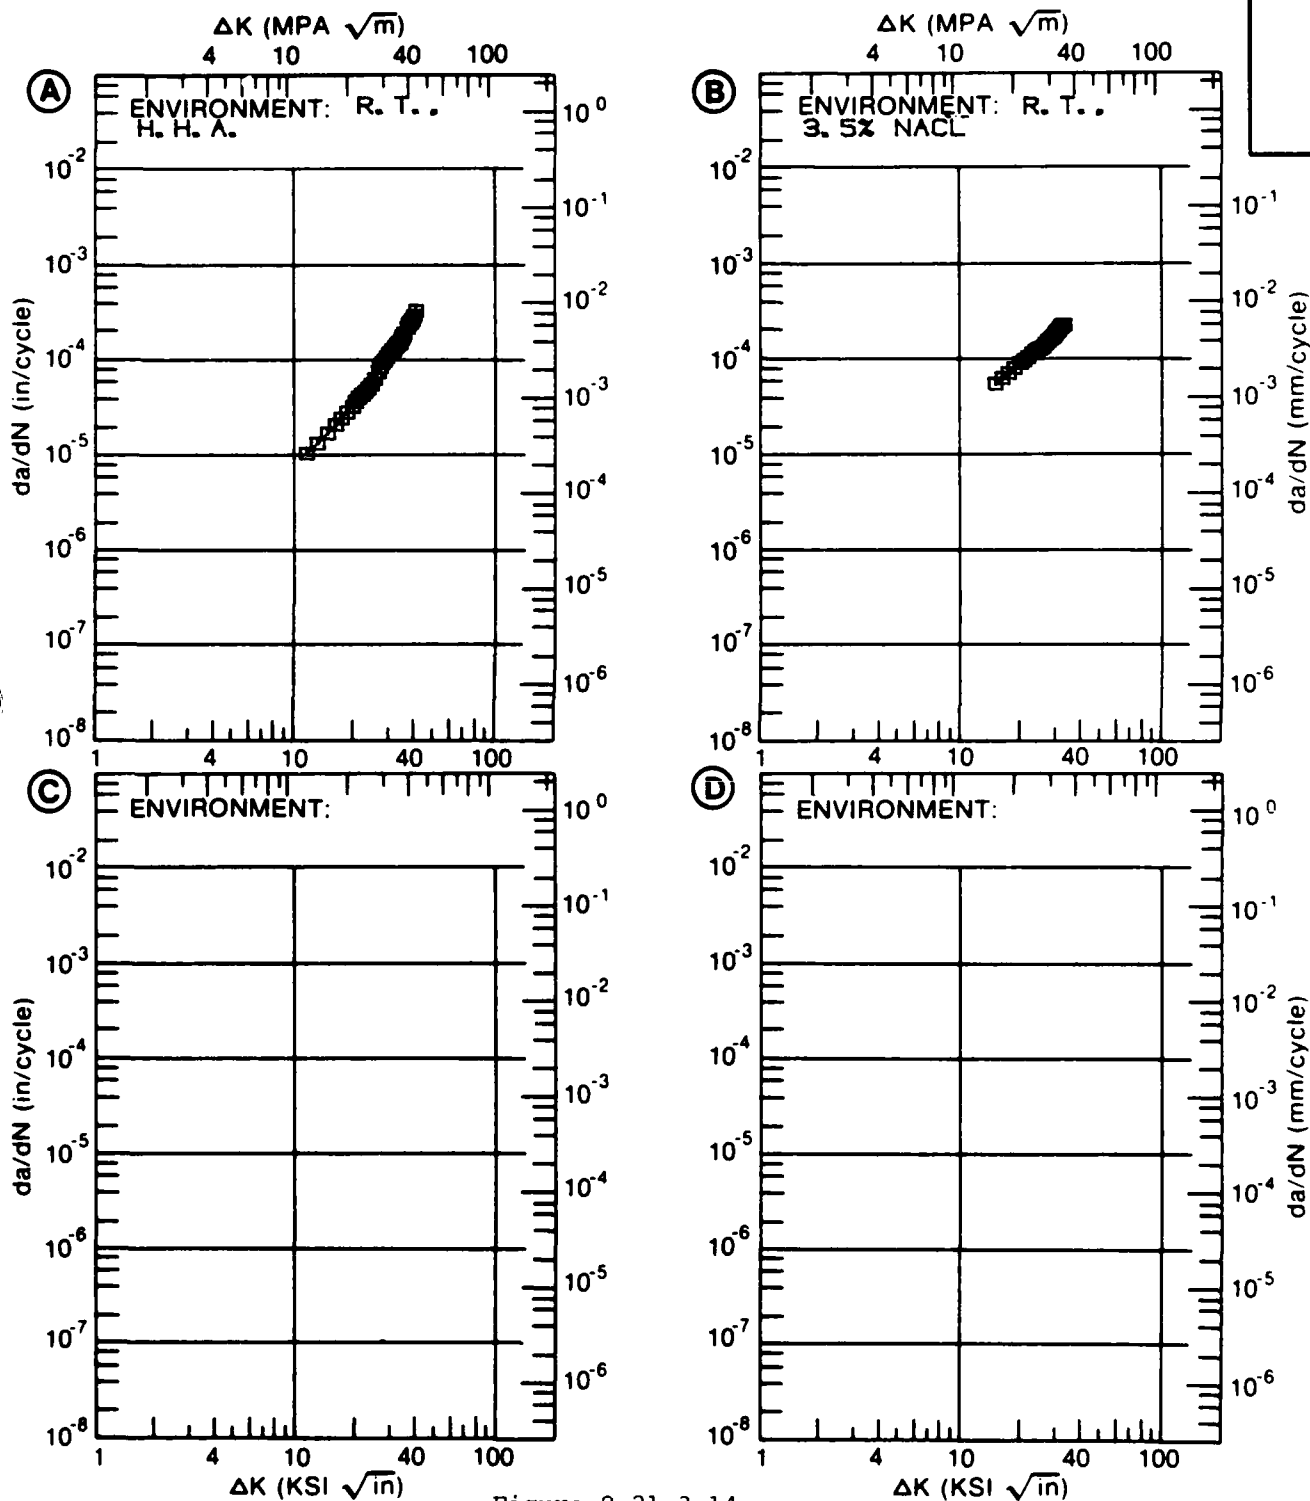 ΔK (MPA √m)
4 10 40 100
ΔK (MPA √m)
4 10 40 100
A
ENVIRONMENT: R. T. ,
H. H. A.
10⁻²
10⁻³
10⁻⁴
10⁻⁵
10⁻⁶
10⁻⁷
10⁻⁸
da/dN (in/cycle)
10⁰
10⁻¹
10⁻²
10⁻³
10⁻⁴
10⁻⁵
10⁻⁶
1 4 10 40 100
B
ENVIRONMENT: R. T. ,
3. 5% NACL
10⁻²
10⁻³
10⁻⁴
10⁻⁵
10⁻⁶
10⁻⁷
10⁻⁸
10⁻¹
10⁻²
10⁻³
10⁻⁴
10⁻⁵
10⁻⁶
da/dN (mm/cycle)
1 4 10 40 100
C
ENVIRONMENT:
10⁻²
10⁻³
10⁻⁴
10⁻⁵
10⁻⁶
10⁻⁷
10⁻⁸
da/dN (in/cycle)
10⁰
10⁻¹
10⁻²
10⁻³
10⁻⁴
10⁻⁵
10⁻⁶
1 4 10 40 100
ΔK (KSI √in)
D
ENVIRONMENT:
10⁻²
10⁻³
10⁻⁴
10⁻⁵
10⁻⁶
10⁻⁷
10⁻⁸
10⁰
10⁻¹
10⁻²
10⁻³
10⁻⁴
10⁻⁵
10⁻⁶
da/dN (mm/cycle)
1 4 10 40 100
ΔK (KSI √in)